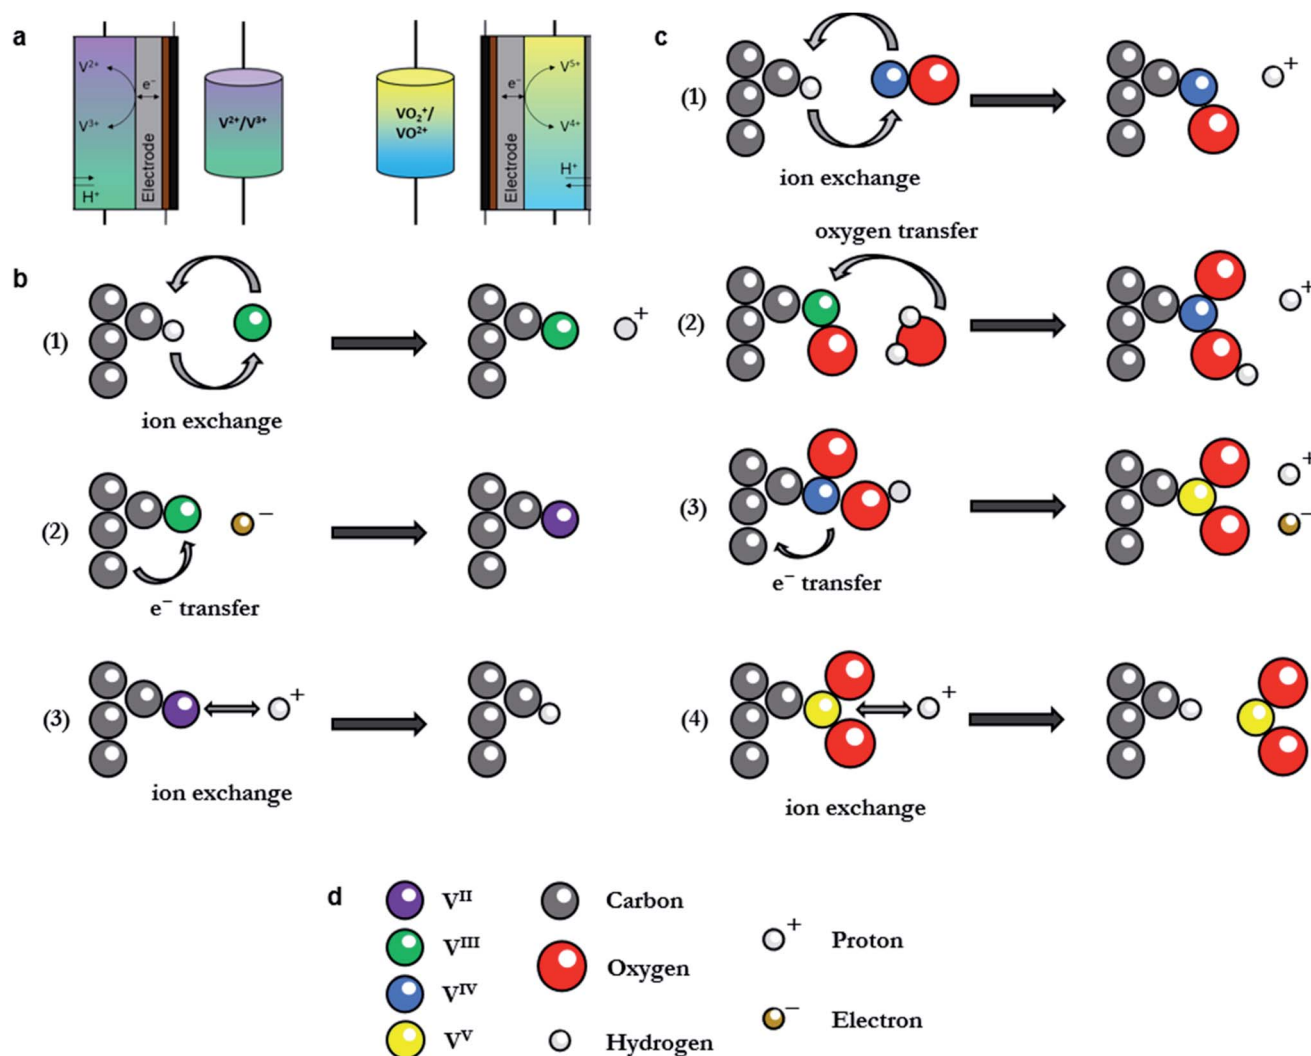 a
V²⁺
V³⁺
e⁻
Electrode
H⁺
V²⁺/V³⁺
VO₂⁺/
VO²⁺
e⁻
Electrode
V⁵⁺
V⁴⁺
H⁺
b
(1)
+
ion exchange
(2)
−
e⁻ transfer
(3)
+
ion exchange
c
(1)
+
ion exchange
oxygen transfer
(2)
+
(3)
+
−
e⁻ transfer
(4)
+
ion exchange
d
Vᴵᴵ
Vᴵᴵᴵ
Vᴵⱽ
Vⱽ
Carbon
Oxygen
Hydrogen
+
Proton
−
Electron